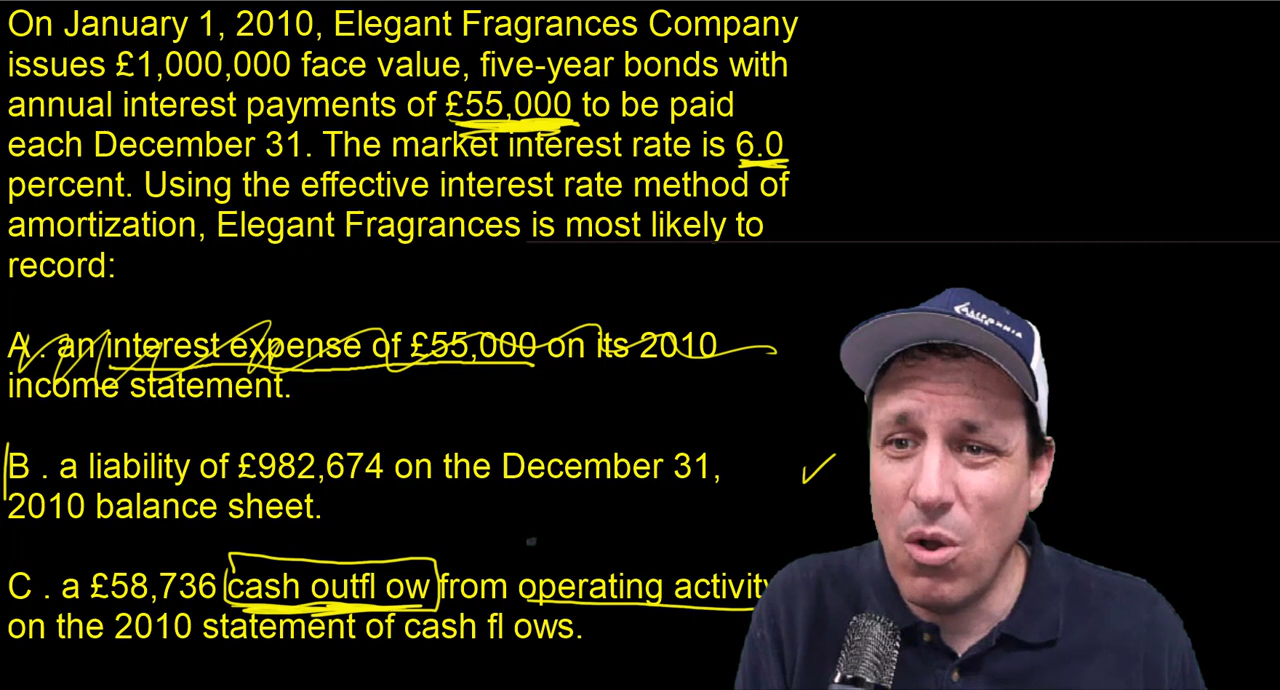 On January 1, 2010, Elegant Fragrances Company
issues £1,000,000 face value, five-year bonds with
annual interest payments of £55,000 to be paid
each December 31. The market interest rate is 6.0
percent. Using the effective interest rate method of
amortization, Elegant Fragrances is most likely to
record:
A . an interest expense of £55,000 on its 2010
income statement.
B . a liability of £982,674 on the December 31,
2010 balance sheet.
C . a £58,736 cash outfl ow from operating activity
on the 2010 statement of cash fl ows.
CALIFORNIA